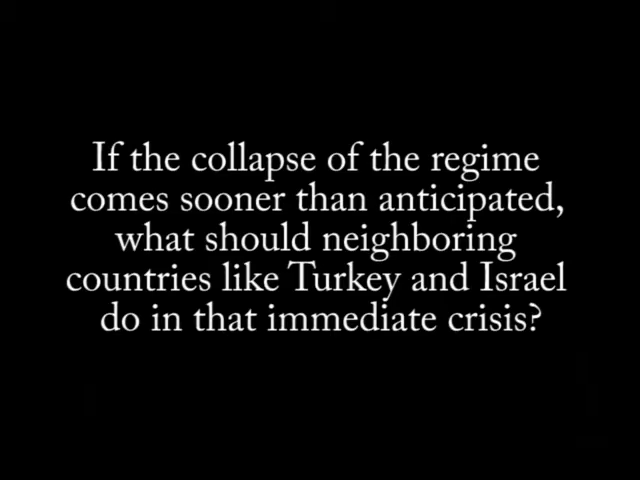 If the collapse of the regime
comes sooner than anticipated,
what should neighboring
countries like Turkey and Israel
do in that immediate crisis?